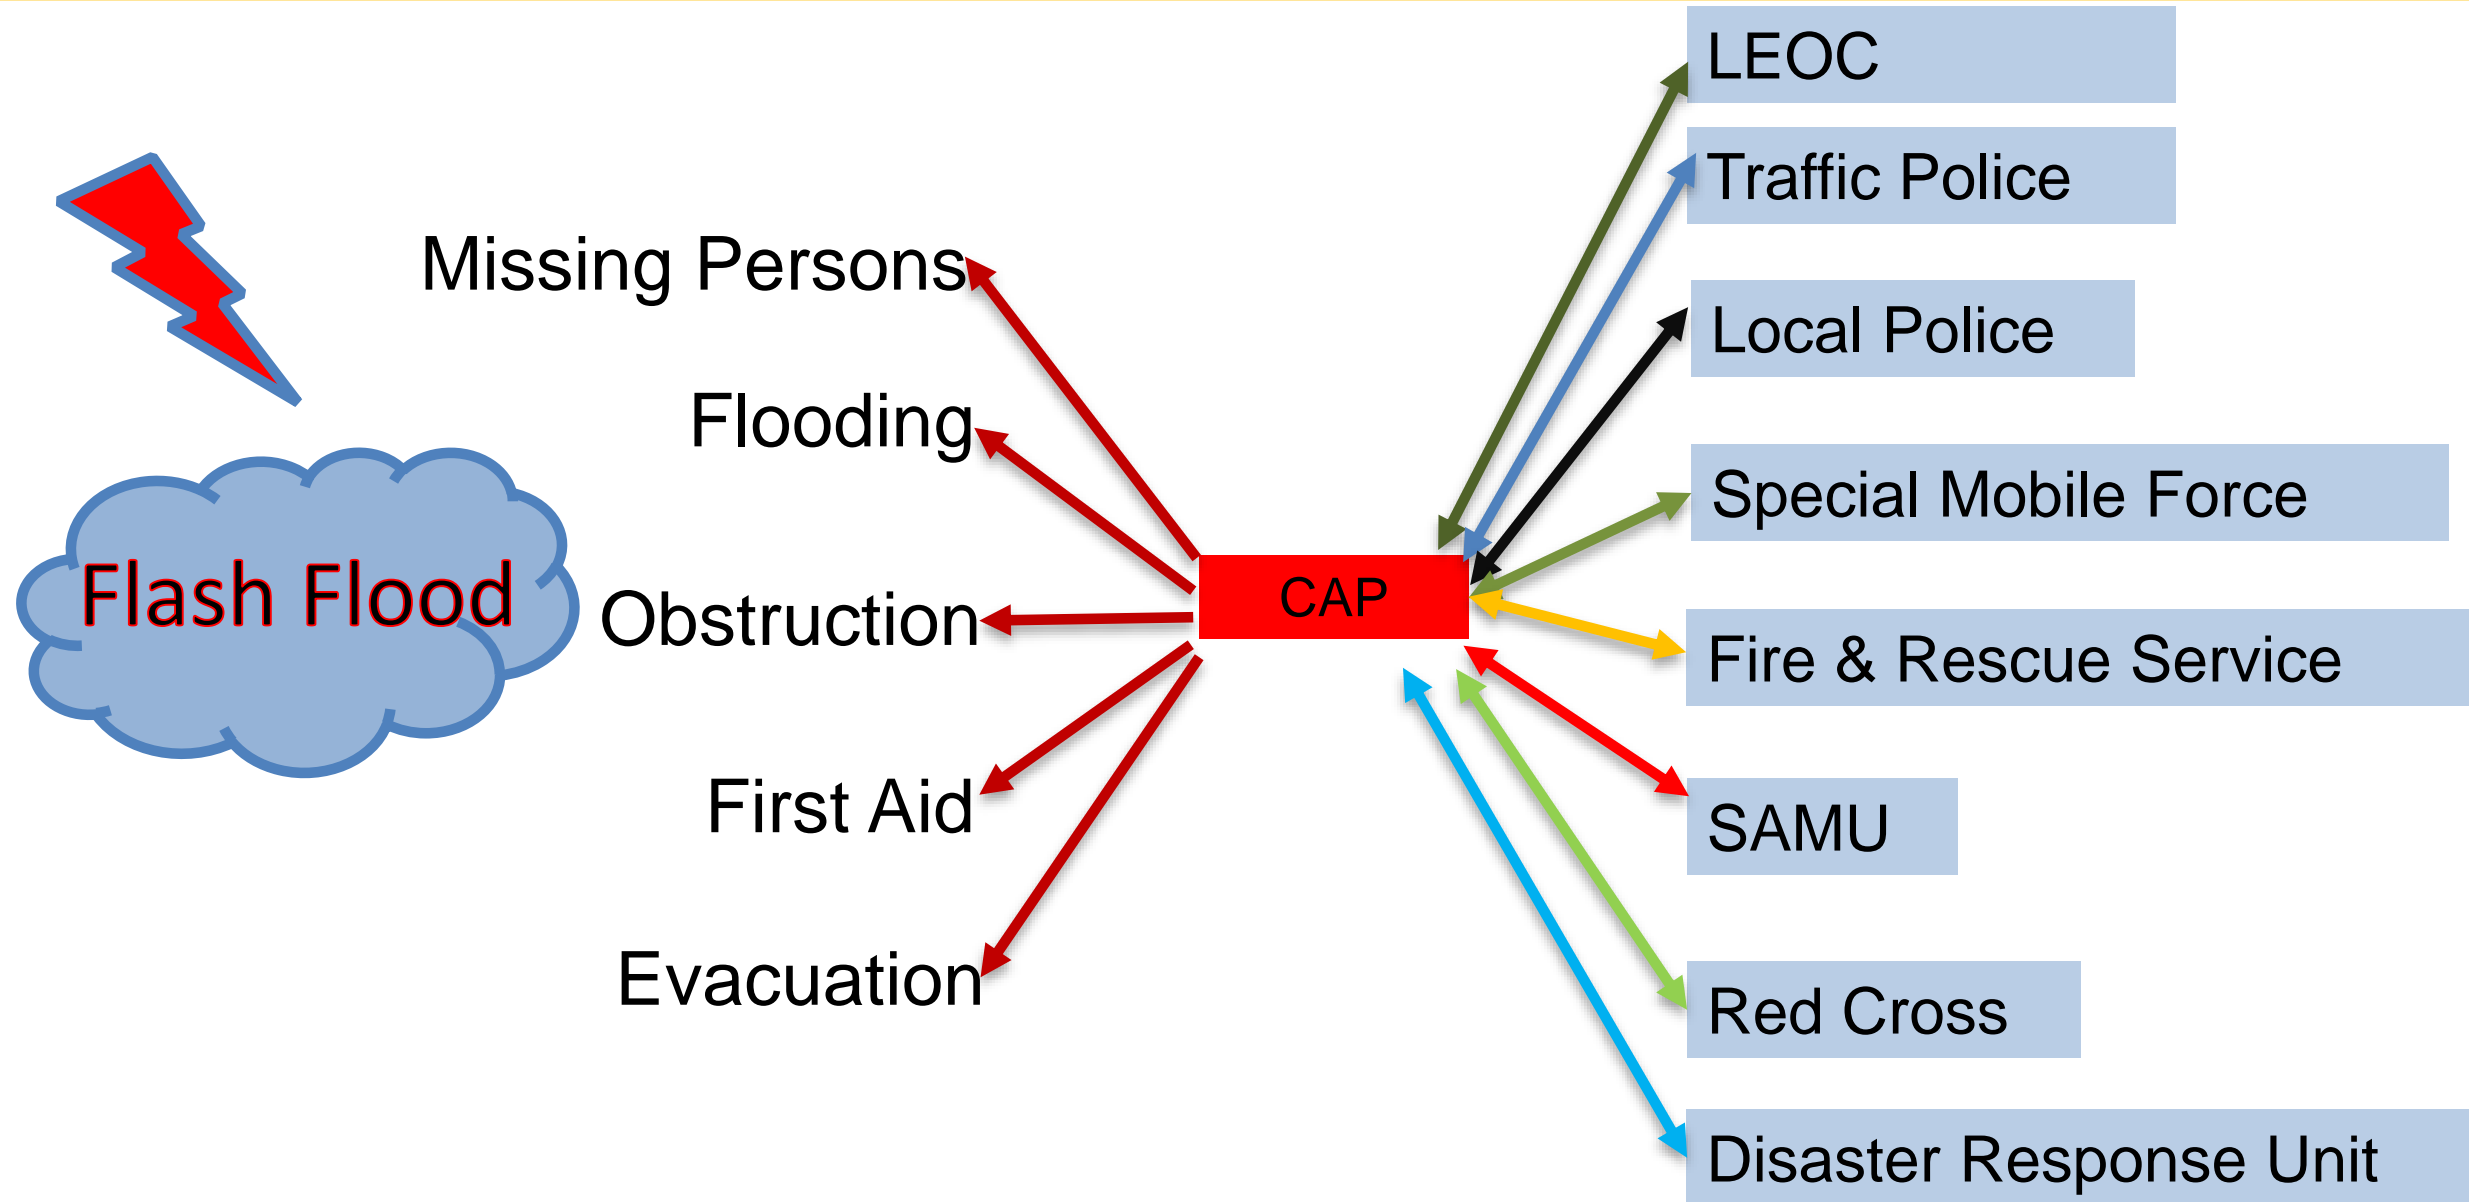 Flash Flood
Missing Persons
Flooding
Obstruction
First Aid
Evacuation
CAP
LEOC
Traffic Police
Local Police
Special Mobile Force
Fire & Rescue Service
SAMU
Red Cross
Disaster Response Unit